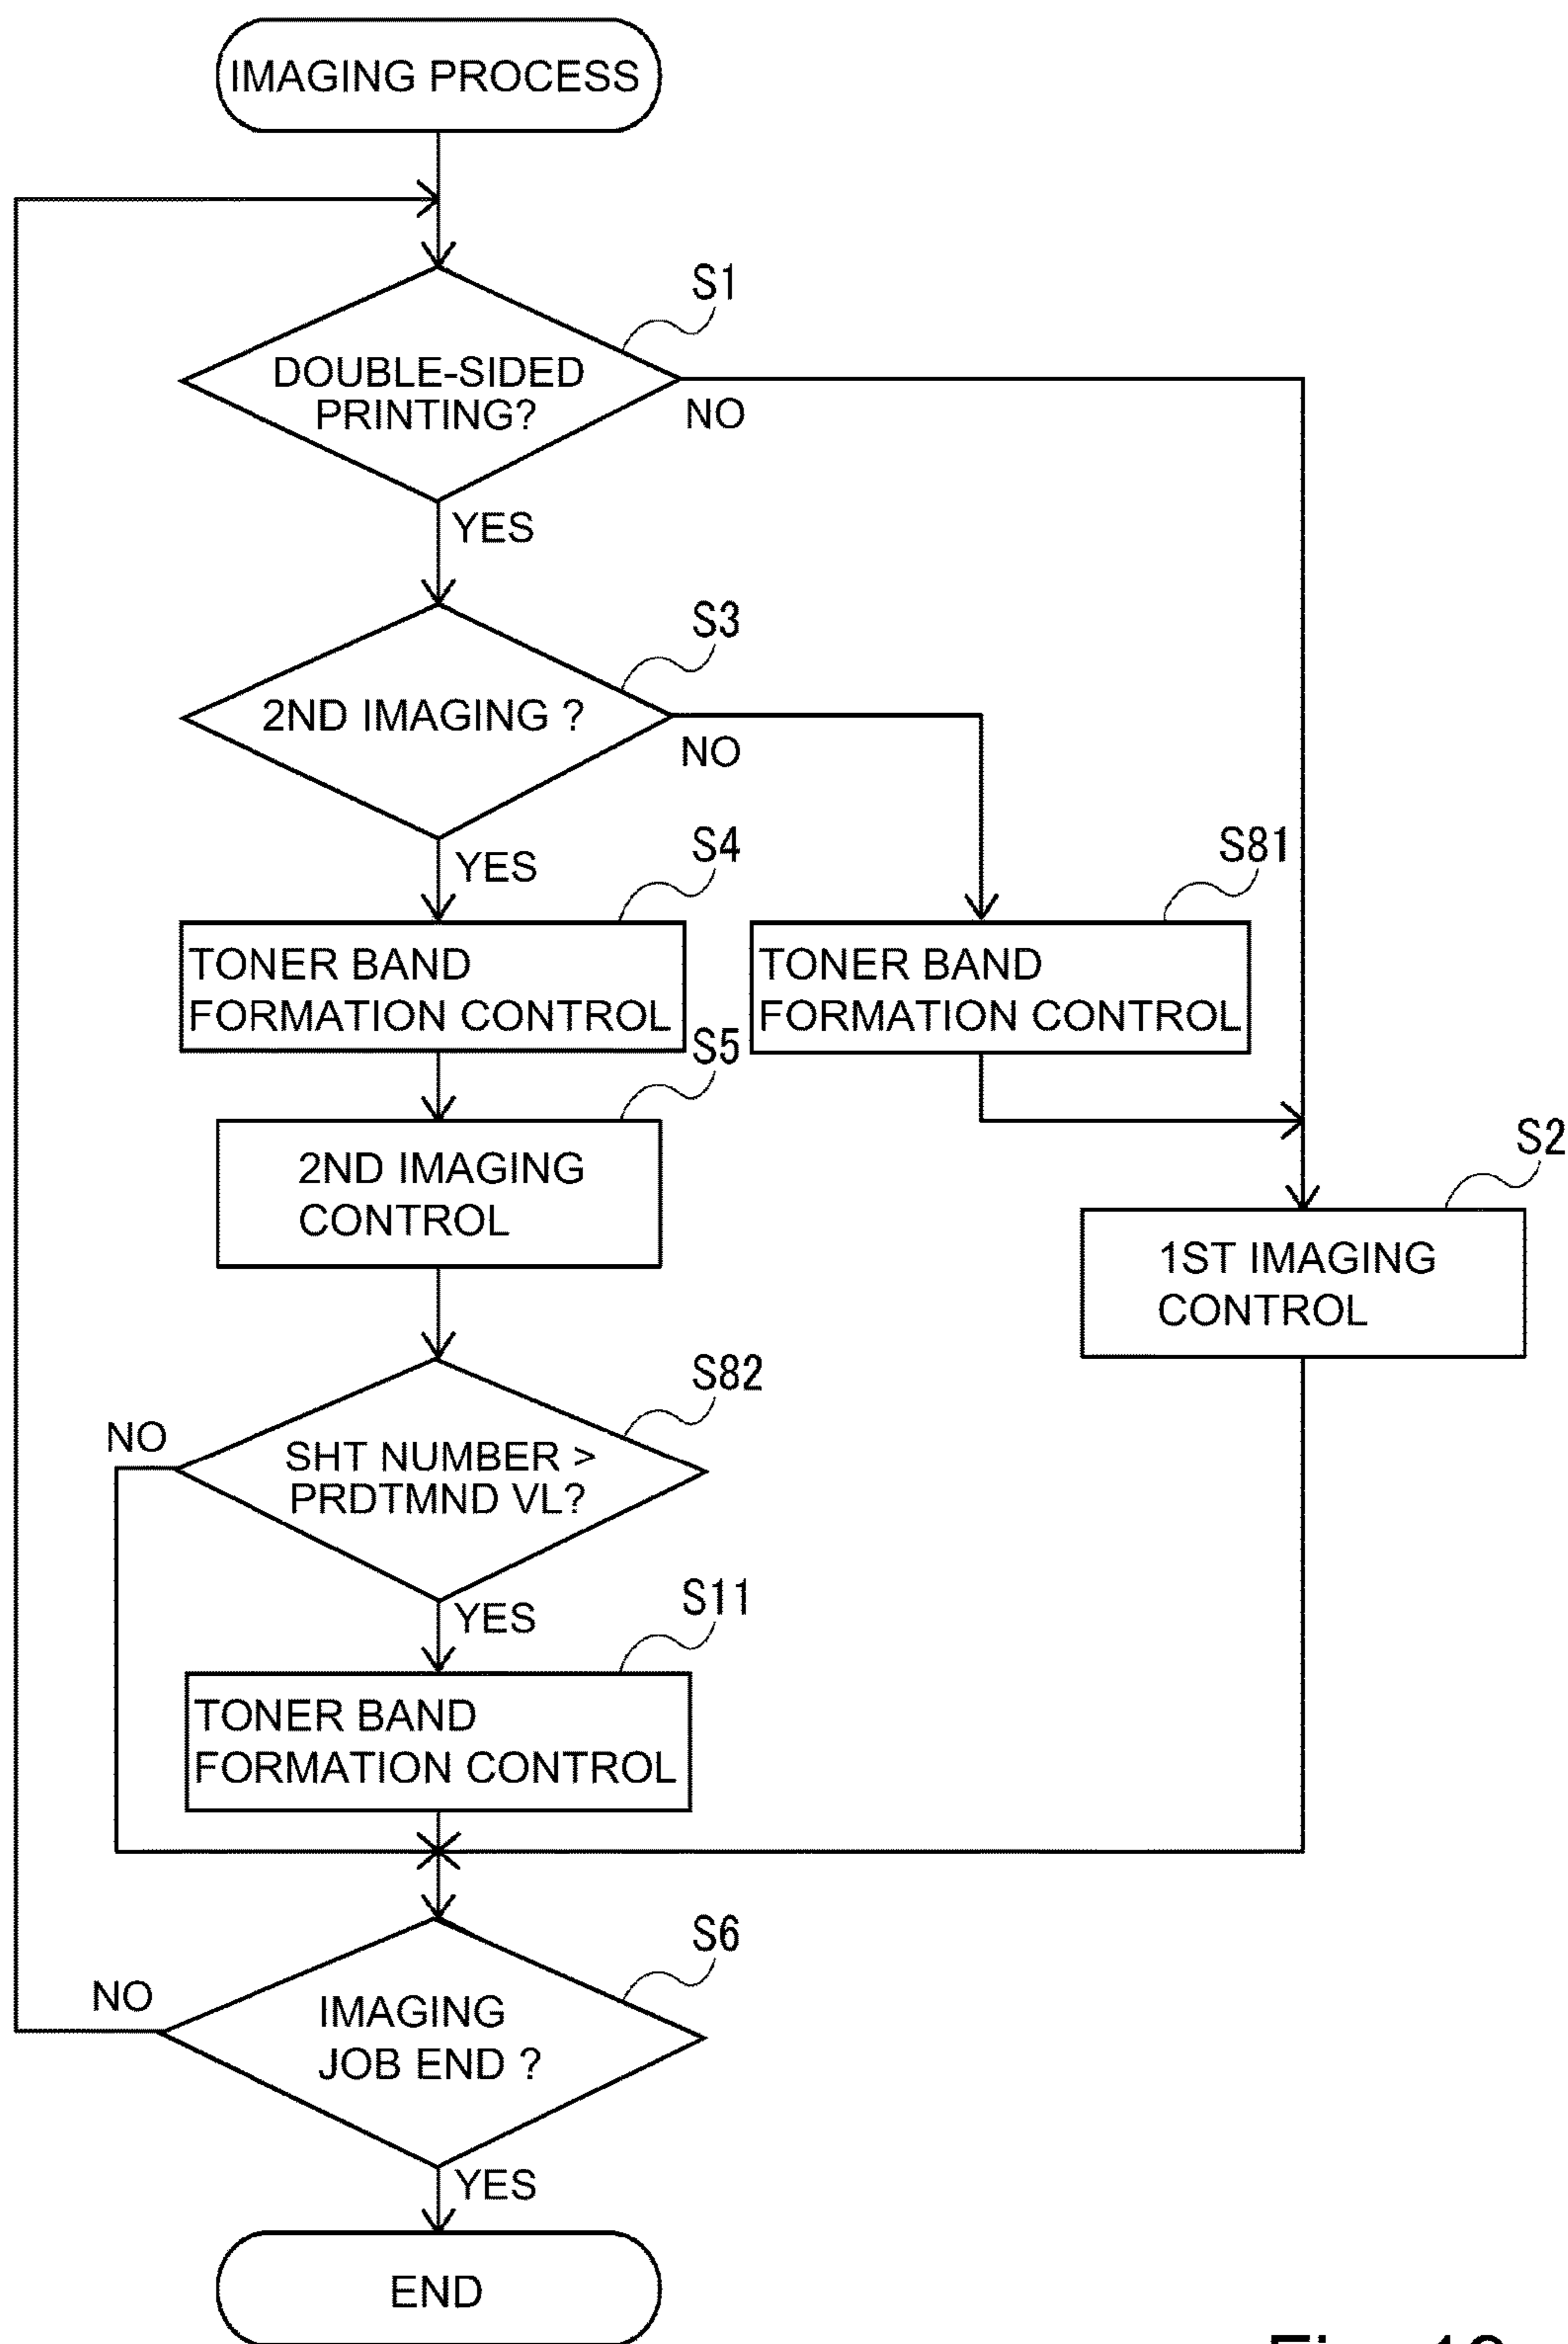 IMAGING PROCESS
S1
DOUBLE-SIDED
PRINTING?
NO
YES
S3
2ND IMAGING ?
NO
YES
S4
S81
TONER BAND
FORMATION CONTROL
TONER BAND
FORMATION CONTROL
S5
2ND IMAGING
CONTROL
S2
1ST IMAGING
CONTROL
S82
NO
SHT NUMBER >
PRDTMND VL?
YES
S11
TONER BAND
FORMATION CONTROL
S6
NO
IMAGING
JOB END ?
YES
END